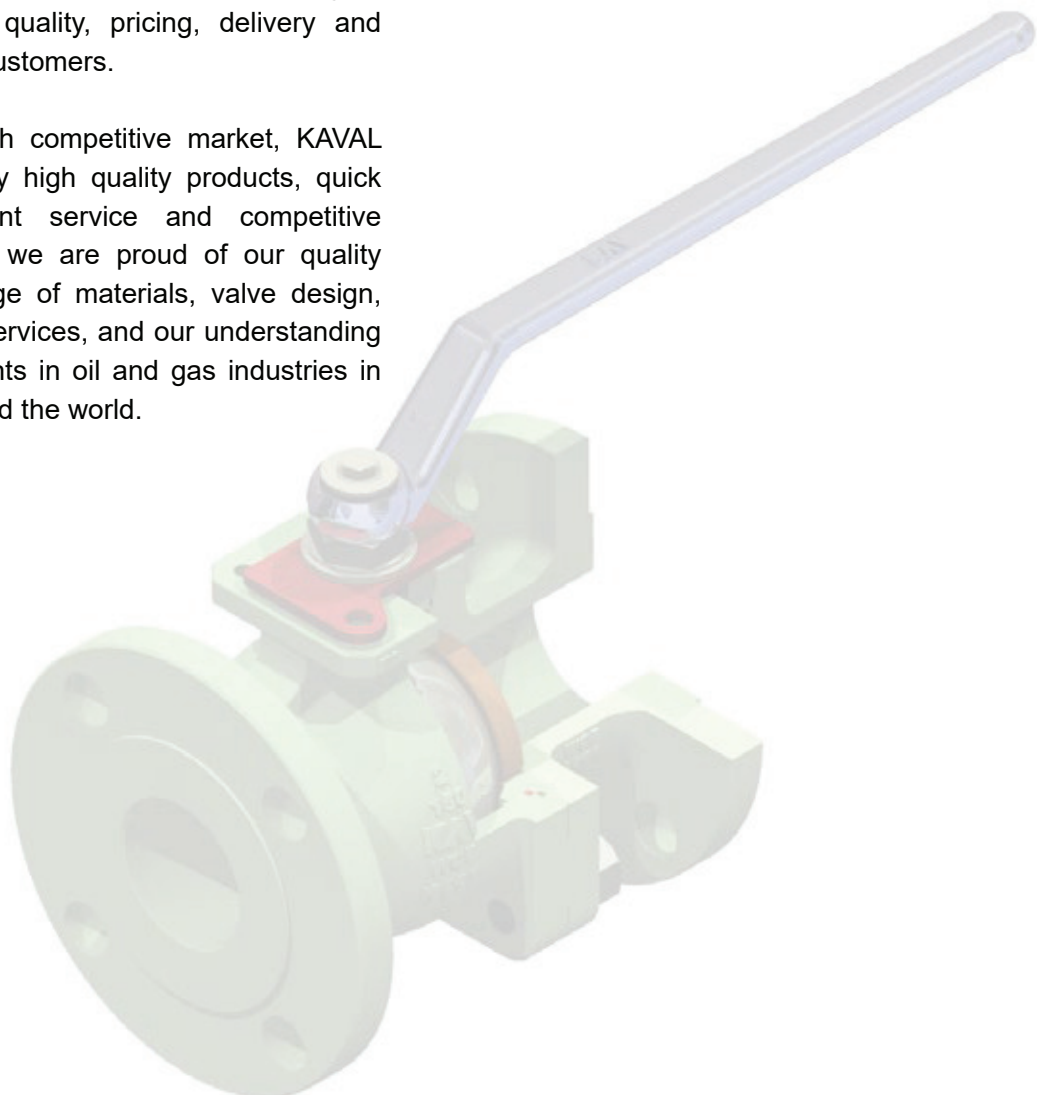 quality, pricing, delivery and
ustomers.
h competitive market, KAVAL
y high quality products, quick
nt service and competitive
we are proud of our quality
ge of materials, valve design,
ervices, and our understanding
nts in oil and gas industries in
d the world.